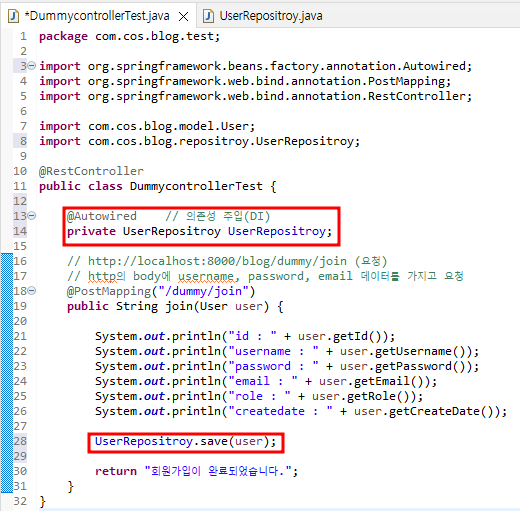 *DummycontrollerTest.java UserRepositroy.java
1 package com.cos.blog.test;
2
3 import org.springframework.beans.factory.annotation.Autowired;
4 import org.springframework.web.bind.annotation.PostMapping;
5 import org.springframework.web.bind.annotation.RestController;
6
7 import com.cos.blog.model.User;
8 import com.cos.blog.repositroy.UserRepositroy;
9
10 @RestController
11 public class DummycontrollerTest {
12
13 @Autowired // 의존성 주입(DI)
14 private UserRepositroy UserRepositroy;
15
16 // http://localhost:8000/blog/dummy/join (요청)
17 // http의 body에 username, password, email 데이터를 가지고 요청
18 @PostMapping("/dummy/join")
19 public String join(User user) {
20
21 System.out.println("id : " + user.getId());
22 System.out.println("username : " + user.getUsername());
23 System.out.println("password : " + user.getPassword());
24 System.out.println("email : " + user.getEmail());
25 System.out.println("role : " + user.getRole());
26 System.out.println("createdate : " + user.getCreateDate());
27
28 UserRepositroy.save(user);
29
30 return "회원가입이 완료되었습니다.";
31 }
32 }